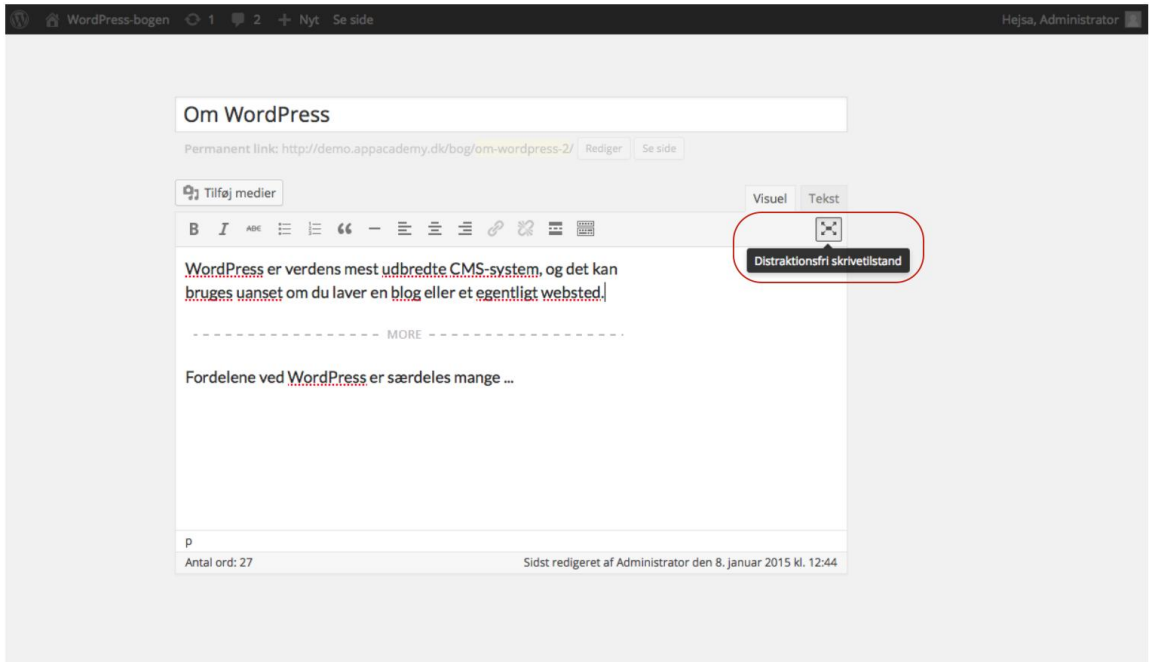 WordPress-bogen 1 2 Nyt Se side Hejsa, Administrator
Om WordPress
Permanent link: http://demo.appacademy.dk/bog/om-wordpress-2/ Rediger Se side
Tilføj medier
Visuel Tekst
B I ABC
Distraktionsfri skrivetilstand
WordPress er verdens mest udbredte CMS-system, og det kan
bruges uanset om du laver en blog eller et egentligt websted.
MORE
Fordelene ved WordPress er særdeles mange ...
p
Antal ord: 27 Sidst redigeret af Administrator den 8. januar 2015 kl. 12:44